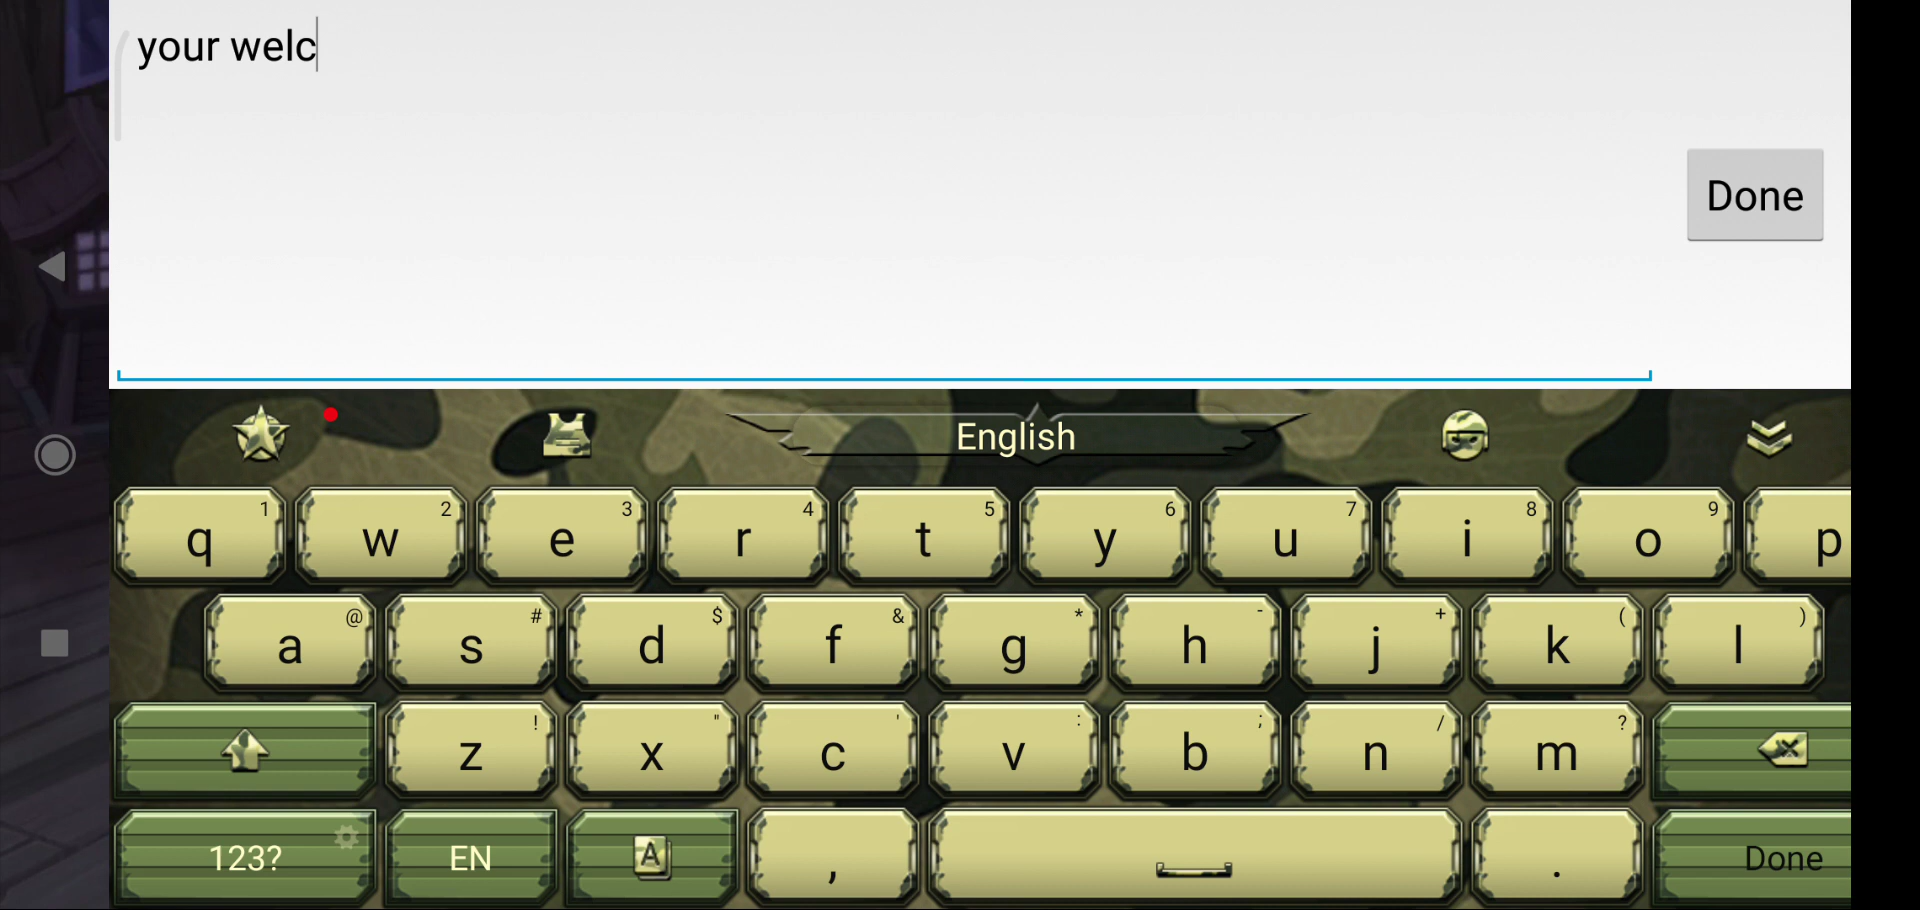 your welc
Done
English
q 1 w 2 e 3 r 4 t 5 y 6 u 7 i 8 o 9 p
a @ s # d $ f & g * h - j + k ( l )
z ! x " c ' v : b ; n / m ?
123? EN A , . Done